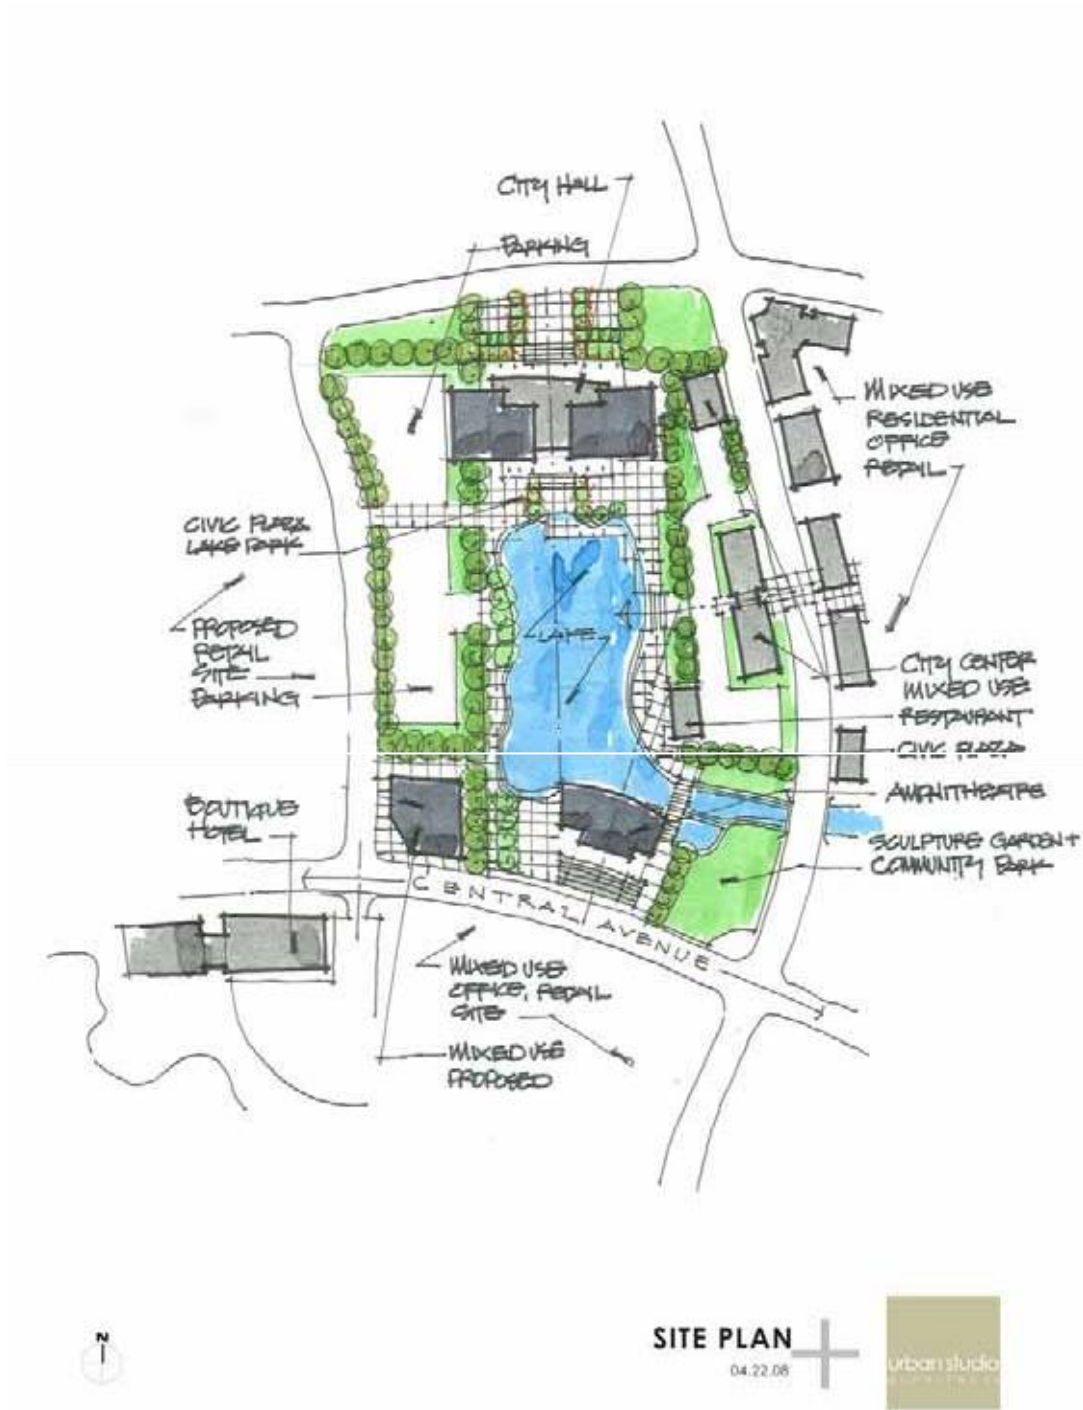 CITY HALL
PARKING
MIXED USE
RESIDENTIAL
OFFICE
RETAIL
CIVIC PLAZA
LAKE PARK
PROPOSED
RETAIL
SITE
PARKING
LAKE
CITY CENTER
MIXED USE
RESTAURANT
CIVIC PLAZA
AMPHITHEATRE
BOUTIQUE
HOTEL
SCULPTURE GARDEN +
COMMUNITY PARK
CENTRAL AVENUE
MIXED USE
OFFICE, RETAIL
SITE
MIXED USE
PROPOSED
N
SITE PLAN
04.22.08
urban studio